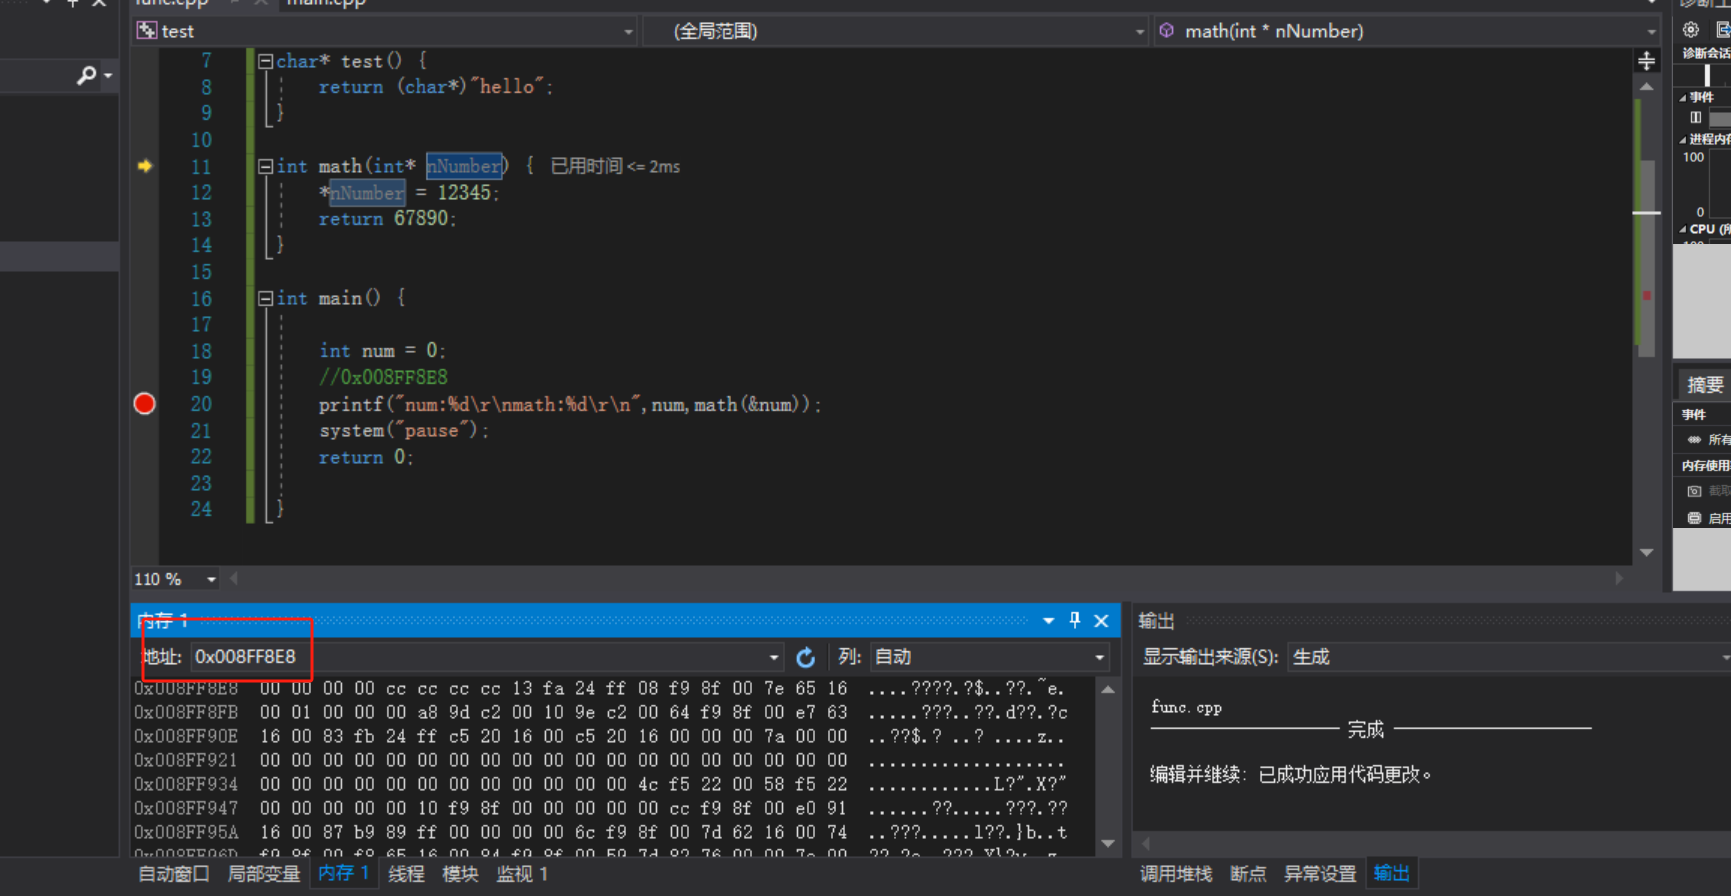 func.cpp main.cpp
test (全局范围) math(int * nNumber)
7 char* test() {
8 return (char*)"hello";
9 }
10
11 int math(int* nNumber) { 已用时间 <= 2ms
12 *nNumber = 12345;
13 return 67890;
14 }
15
16 int main() {
17
18 int num = 0;
19 //0x008FF8E8
20 printf("num:%d\r\nmath:%d\r\n",num,math(&num));
21 system("pause");
22 return 0;
23
24 }
110 %
内存 1
地址: 0x008FF8E8 列: 自动
0x008FF8E8 00 00 00 00 cc cc cc cc 13 fa 24 ff 08 f9 8f 00 7e 65 16 ....????.?$..??.~e.
0x008FF8FB 00 01 00 00 00 a8 9d c2 00 10 9e c2 00 64 f9 8f 00 e7 63 .....???..??.d??.?c
0x008FF90E 16 00 83 fb 24 ff c5 20 16 00 c5 20 16 00 00 00 7a 00 00 ..??$.? ..? ....z..
0x008FF921 00 00 00 00 00 00 00 00 00 00 00 00 00 00 00 00 00 00 00 ...................
0x008FF934 00 00 00 00 00 00 00 00 00 00 00 00 4c f5 22 00 58 f5 22 ............L?".X?"
0x008FF947 00 00 00 00 00 10 f9 8f 00 00 00 00 00 cc f9 8f 00 e0 91 ......??.....???.??
0x008FF95A 16 00 87 b9 89 ff 00 00 00 00 6c f9 8f 00 7d 62 16 00 74 ..???.....l??.}b..t
自动窗口 局部变量 内存 1 线程 模块 监视 1
输出
显示输出来源(S): 生成
func.cpp
完成
编辑并继续: 已成功应用代码更改。
调用堆栈 断点 异常设置 输出
诊断会话
事件
进程内存
100
0
CPU (所
摘要
事件
所有
内存使用
截取
启用